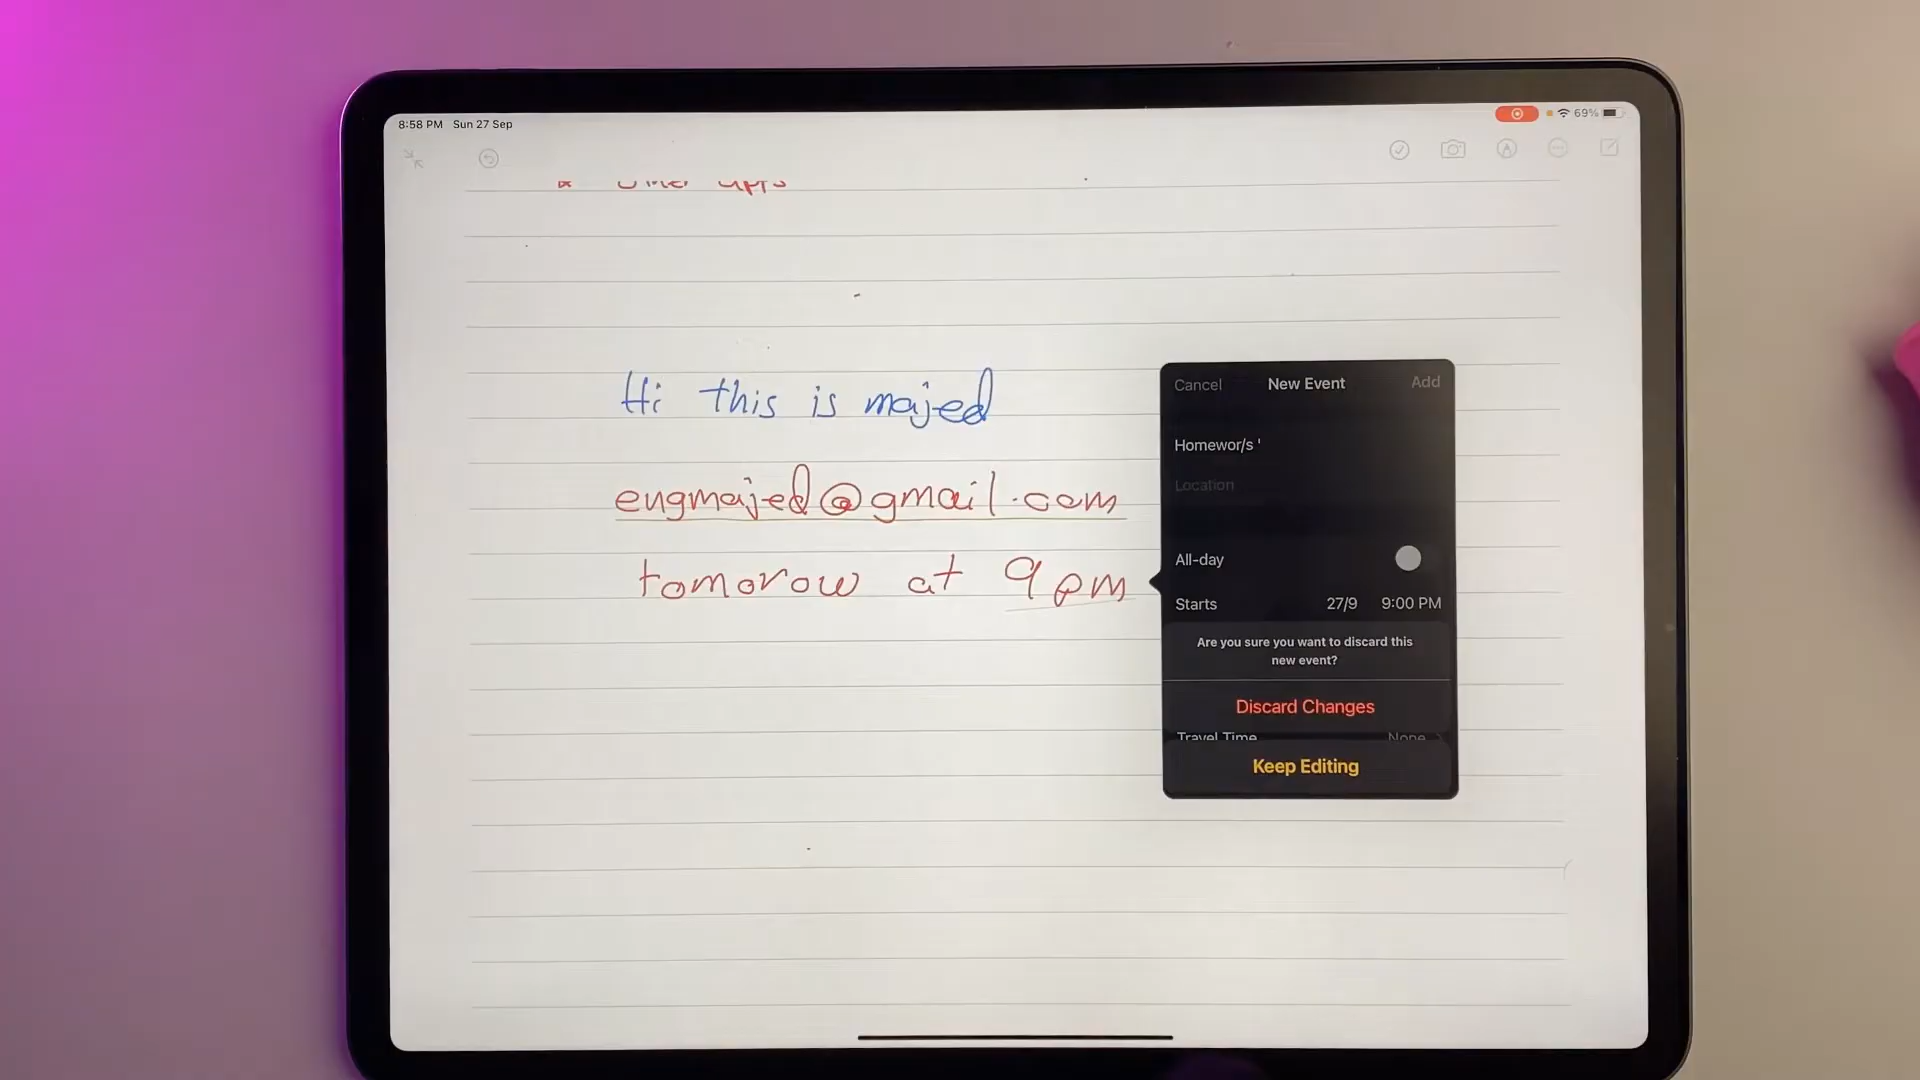 8:58 PM Sun 27 Sep
69%
Hi this is majed
engmajed@gmail.com
tomorow at 9pm
Cancel New Event Add
Homewor/s '
Location
All-day
Starts 27/9 9:00 PM
Are you sure you want to discard this
new event?
Discard Changes
Travel Time None
Keep Editing